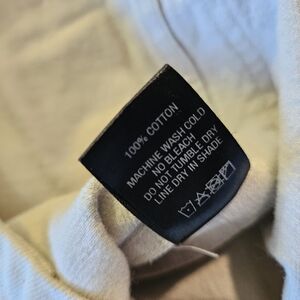 100% COTTON
MACHINE WASH COLD
NO BLEACH
DO NOT TUMBLE DRY
LINE DRY IN SHADE